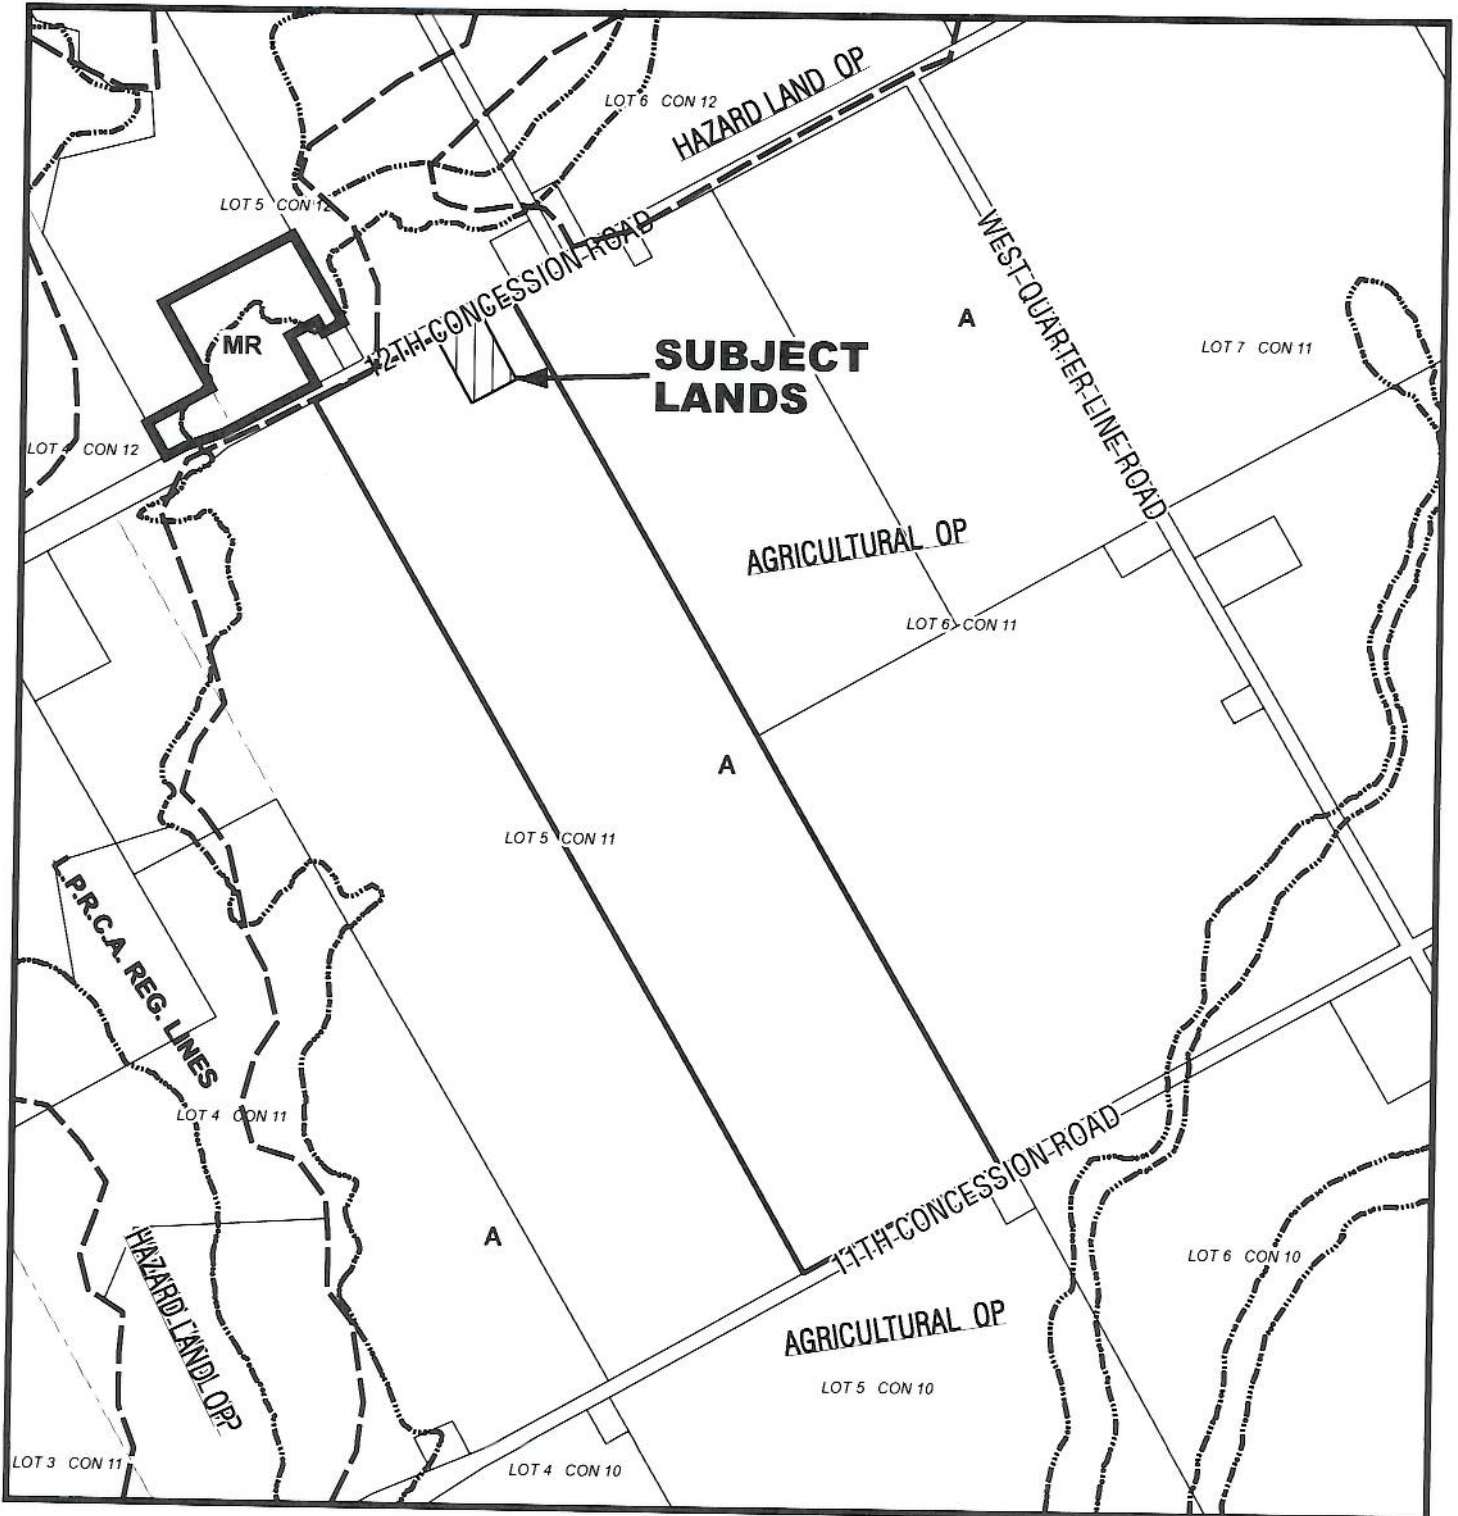 LOT 6 CON 12
HAZARD LAND OP
LOT 5 CON 12
12TH CONCESSION ROAD
WEST QUARTER LINE ROAD
MR
A
LOT 7 CON 11
SUBJECT
LANDS
LOT 4 CON 12
AGRICULTURAL OP
LOT 6 CON 11
A
LOT 5 CON 11
L.P.R.C.A. REG. LINES
LOT 4 CON 11
11TH CONCESSION ROAD
A
HAZARD LAND OP
LOT 6 CON 10
AGRICULTURAL OP
LOT 5 CON 10
LOT 3 CON 11
LOT 4 CON 10